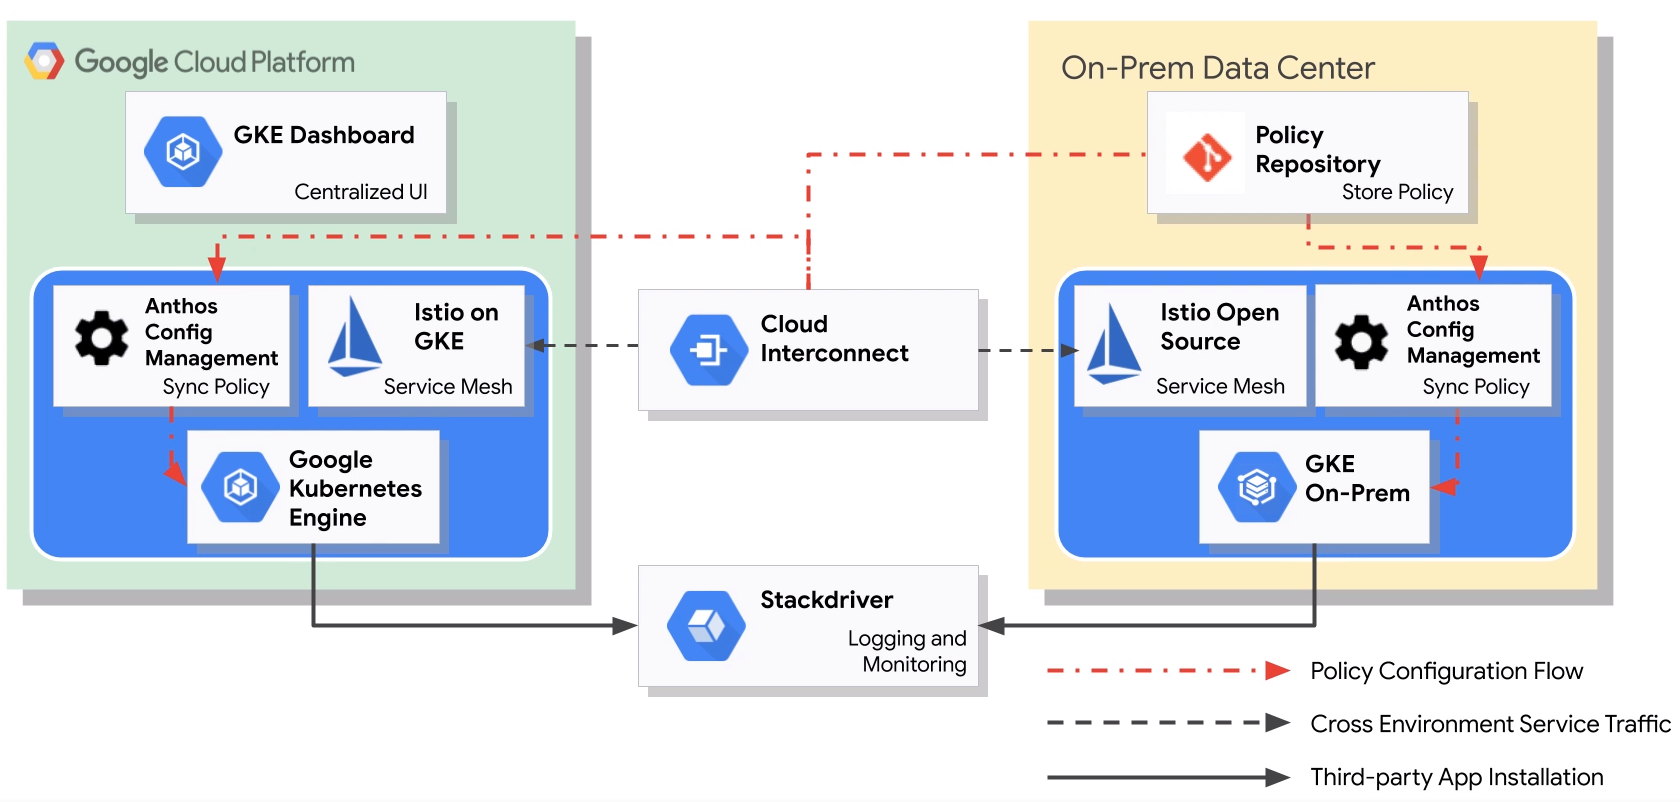 Google Cloud Platform
GKE Dashboard
Centralized UI
Anthos
Config
Management
Sync Policy
Istio on
GKE
Service Mesh
Google
Kubernetes
Engine
Cloud
Interconnect
Stackdriver
Logging and
Monitoring
On-Prem Data Center
Policy
Repository
Store Policy
Istio Open
Source
Service Mesh
Anthos
Config
Management
Sync Policy
GKE
On-Prem
Policy Configuration Flow
Cross Environment Service Traffic
Third-party App Installation